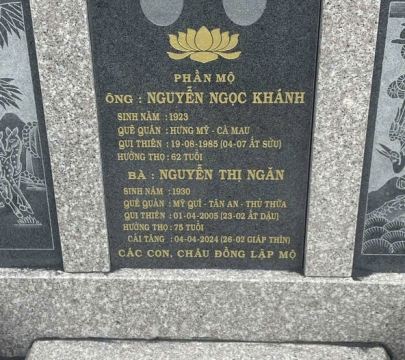 PHẦN MỘ
ÔNG : NGUYỄN NGỌC KHÁNH
SINH NĂM : 1923
QUÊ QUÁN : HƯNG MỸ - CÀ MAU
QUI THIÊN : 19-08-1985 (04-07 ẤT SỬU)
HƯỞNG THỌ : 62 TUỔI
BÀ : NGUYỄN THỊ NGĂN
SINH NĂM : 1930
QUÊ QUÁN : MỸ QUÍ - TÂN AN - THỦ THỪA
QUI THIÊN : 01-04-2005 (23-02 ẤT DẬU)
HƯỞNG THỌ : 75 TUỔI
CẢI TÁNG : 04-04-2024 (26-02 GIÁP THÌN)
CÁC CON, CHÁU ĐỒNG LẬP MỘ